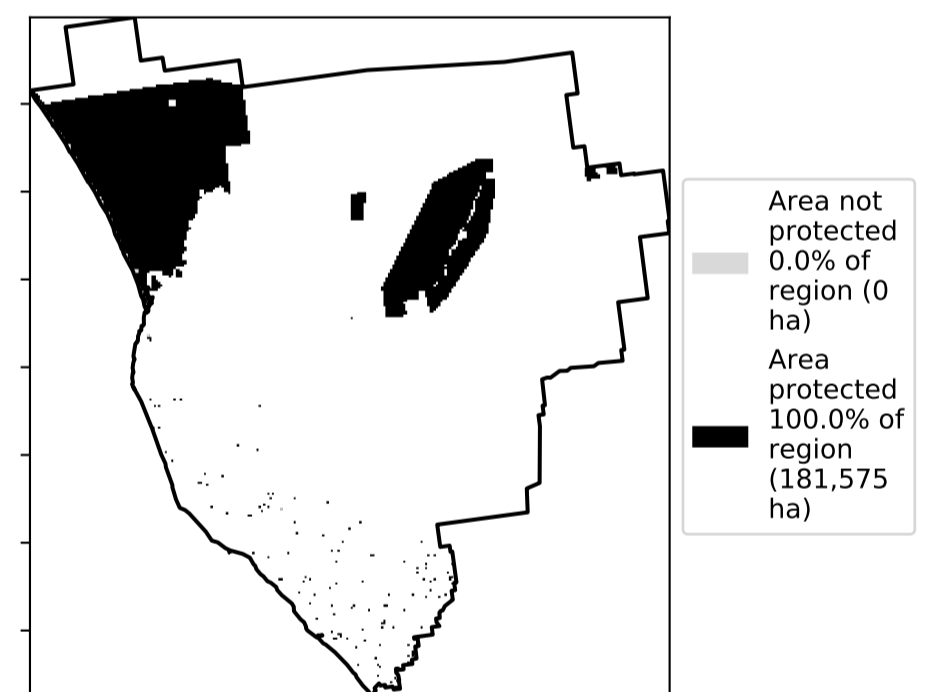 Area not
protected
0.0% of
region (0
ha)
Area
protected
100.0% of
region
(181,575
ha)